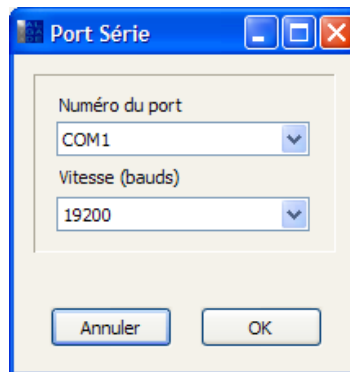 Port Série
Numéro du port
COM1
Vitesse (bauds)
19200
Annuler
OK